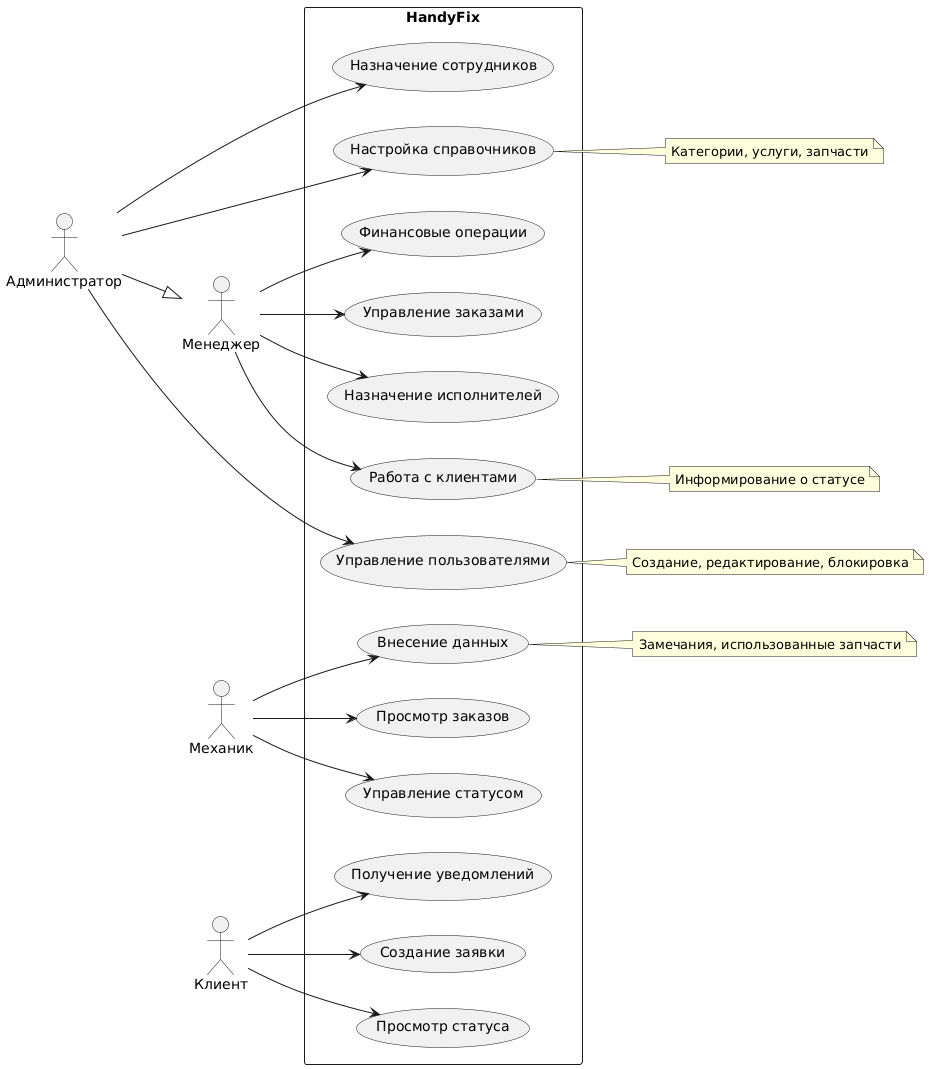 HandyFix
Назначение сотрудников
Настройка справочников
Категории, услуги, запчасти
Финансовые операции
Администратор
Управление заказами
Менеджер
Назначение исполнителей
Работа с клиентами
Информирование о статусе
Управление пользователями
Создание, редактирование, блокировка
Внесение данных
Замечания, использованные запчасти
Просмотр заказов
Механик
Управление статусом
Получение уведомлений
Создание заявки
Клиент
Просмотр статуса